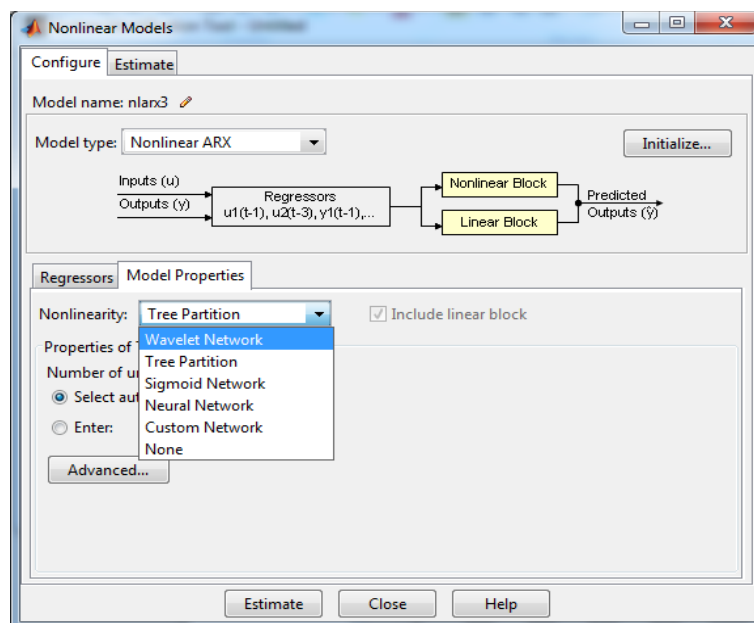 Nonlinear Models
Configure Estimate
Model name: nlarx3
Model type: Nonlinear ARX Initialize...
Inputs (u)
Outputs (y)
Regressors
u1(t-1), u2(t-3), y1(t-1),...
Nonlinear Block
Linear Block
Predicted
Outputs (ŷ)
Regressors Model Properties
Nonlinearity: Tree Partition Include linear block
Wavelet Network
Tree Partition
Sigmoid Network
Neural Network
Custom Network
None
Properties of T
Number of u
Select aut
Enter:
Advanced...
Estimate Close Help